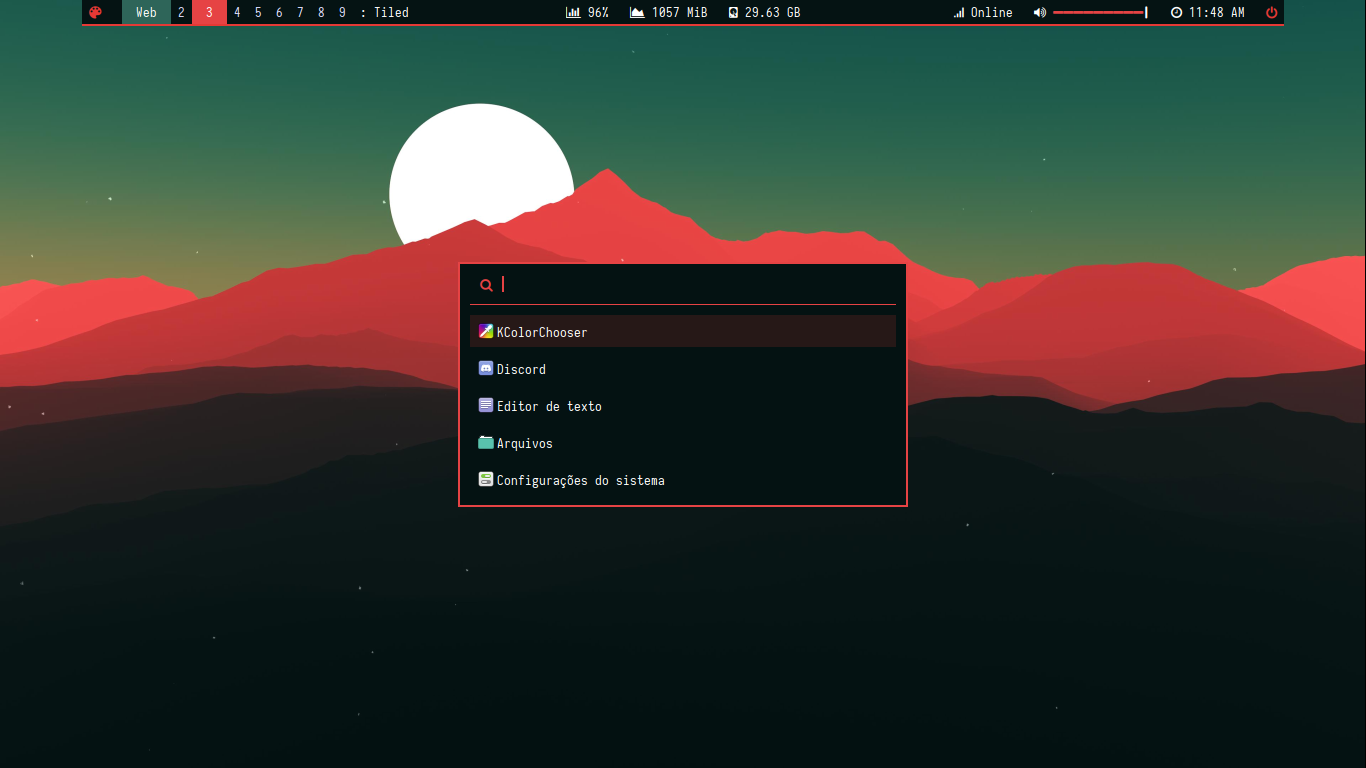 Web 2 3 4 5 6 7 8 9 : Tiled 96% 1057 MiB 29.63 GB Online 11:48 AM
KColorChooser
Discord
Editor de texto
Arquivos
Configurações do sistema